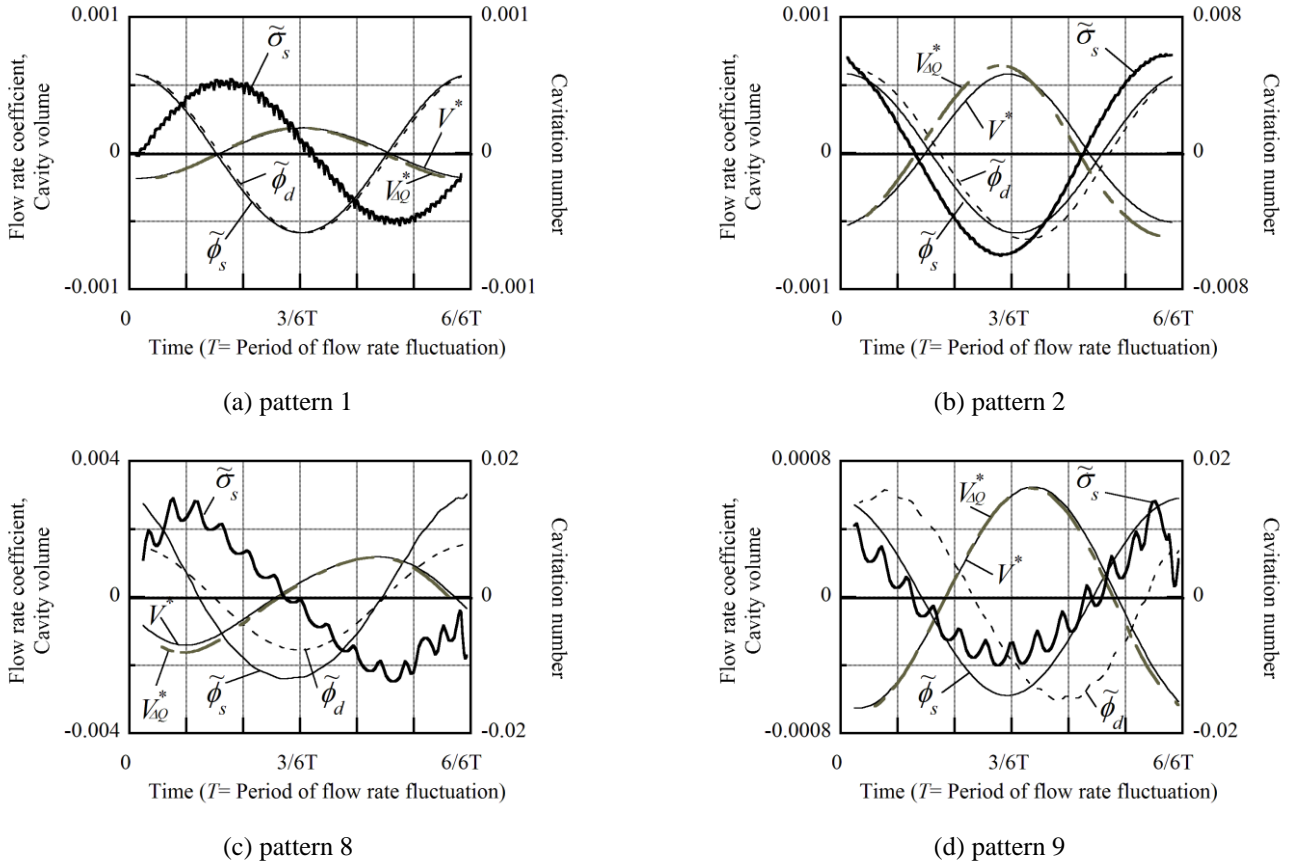 0.001
0.001
σ̃s
V*
V*ΔQ
φ̃d
φ̃s
0
0
-0.001
-0.001
Flow rate coefficient,
Cavity volume
Cavitation number
0
3/6T
6/6T
Time (T= Period of flow rate fluctuation)
(a) pattern 1
0.001
0.008
σ̃s
V*ΔQ
V*
φ̃d
φ̃s
0
0
-0.001
-0.008
Flow rate coefficient,
Cavity volume
Cavitation number
0
3/6T
6/6T
Time (T= Period of flow rate fluctuation)
(b) pattern 2
0.004
0.02
σ̃s
V*
V*ΔQ
φ̃s
φ̃d
0
0
-0.004
-0.02
Flow rate coefficient,
Cavity volume
Cavitation number
0
3/6T
6/6T
Time (T= Period of flow rate fluctuation)
(c) pattern 8
0.0008
0.02
σ̃s
V*ΔQ
V*
φ̃s
φ̃d
0
0
-0.0008
-0.02
Flow rate coefficient,
Cavity volume
Cavitation number
0
3/6T
6/6T
Time (T= Period of flow rate fluctuation)
(d) pattern 9